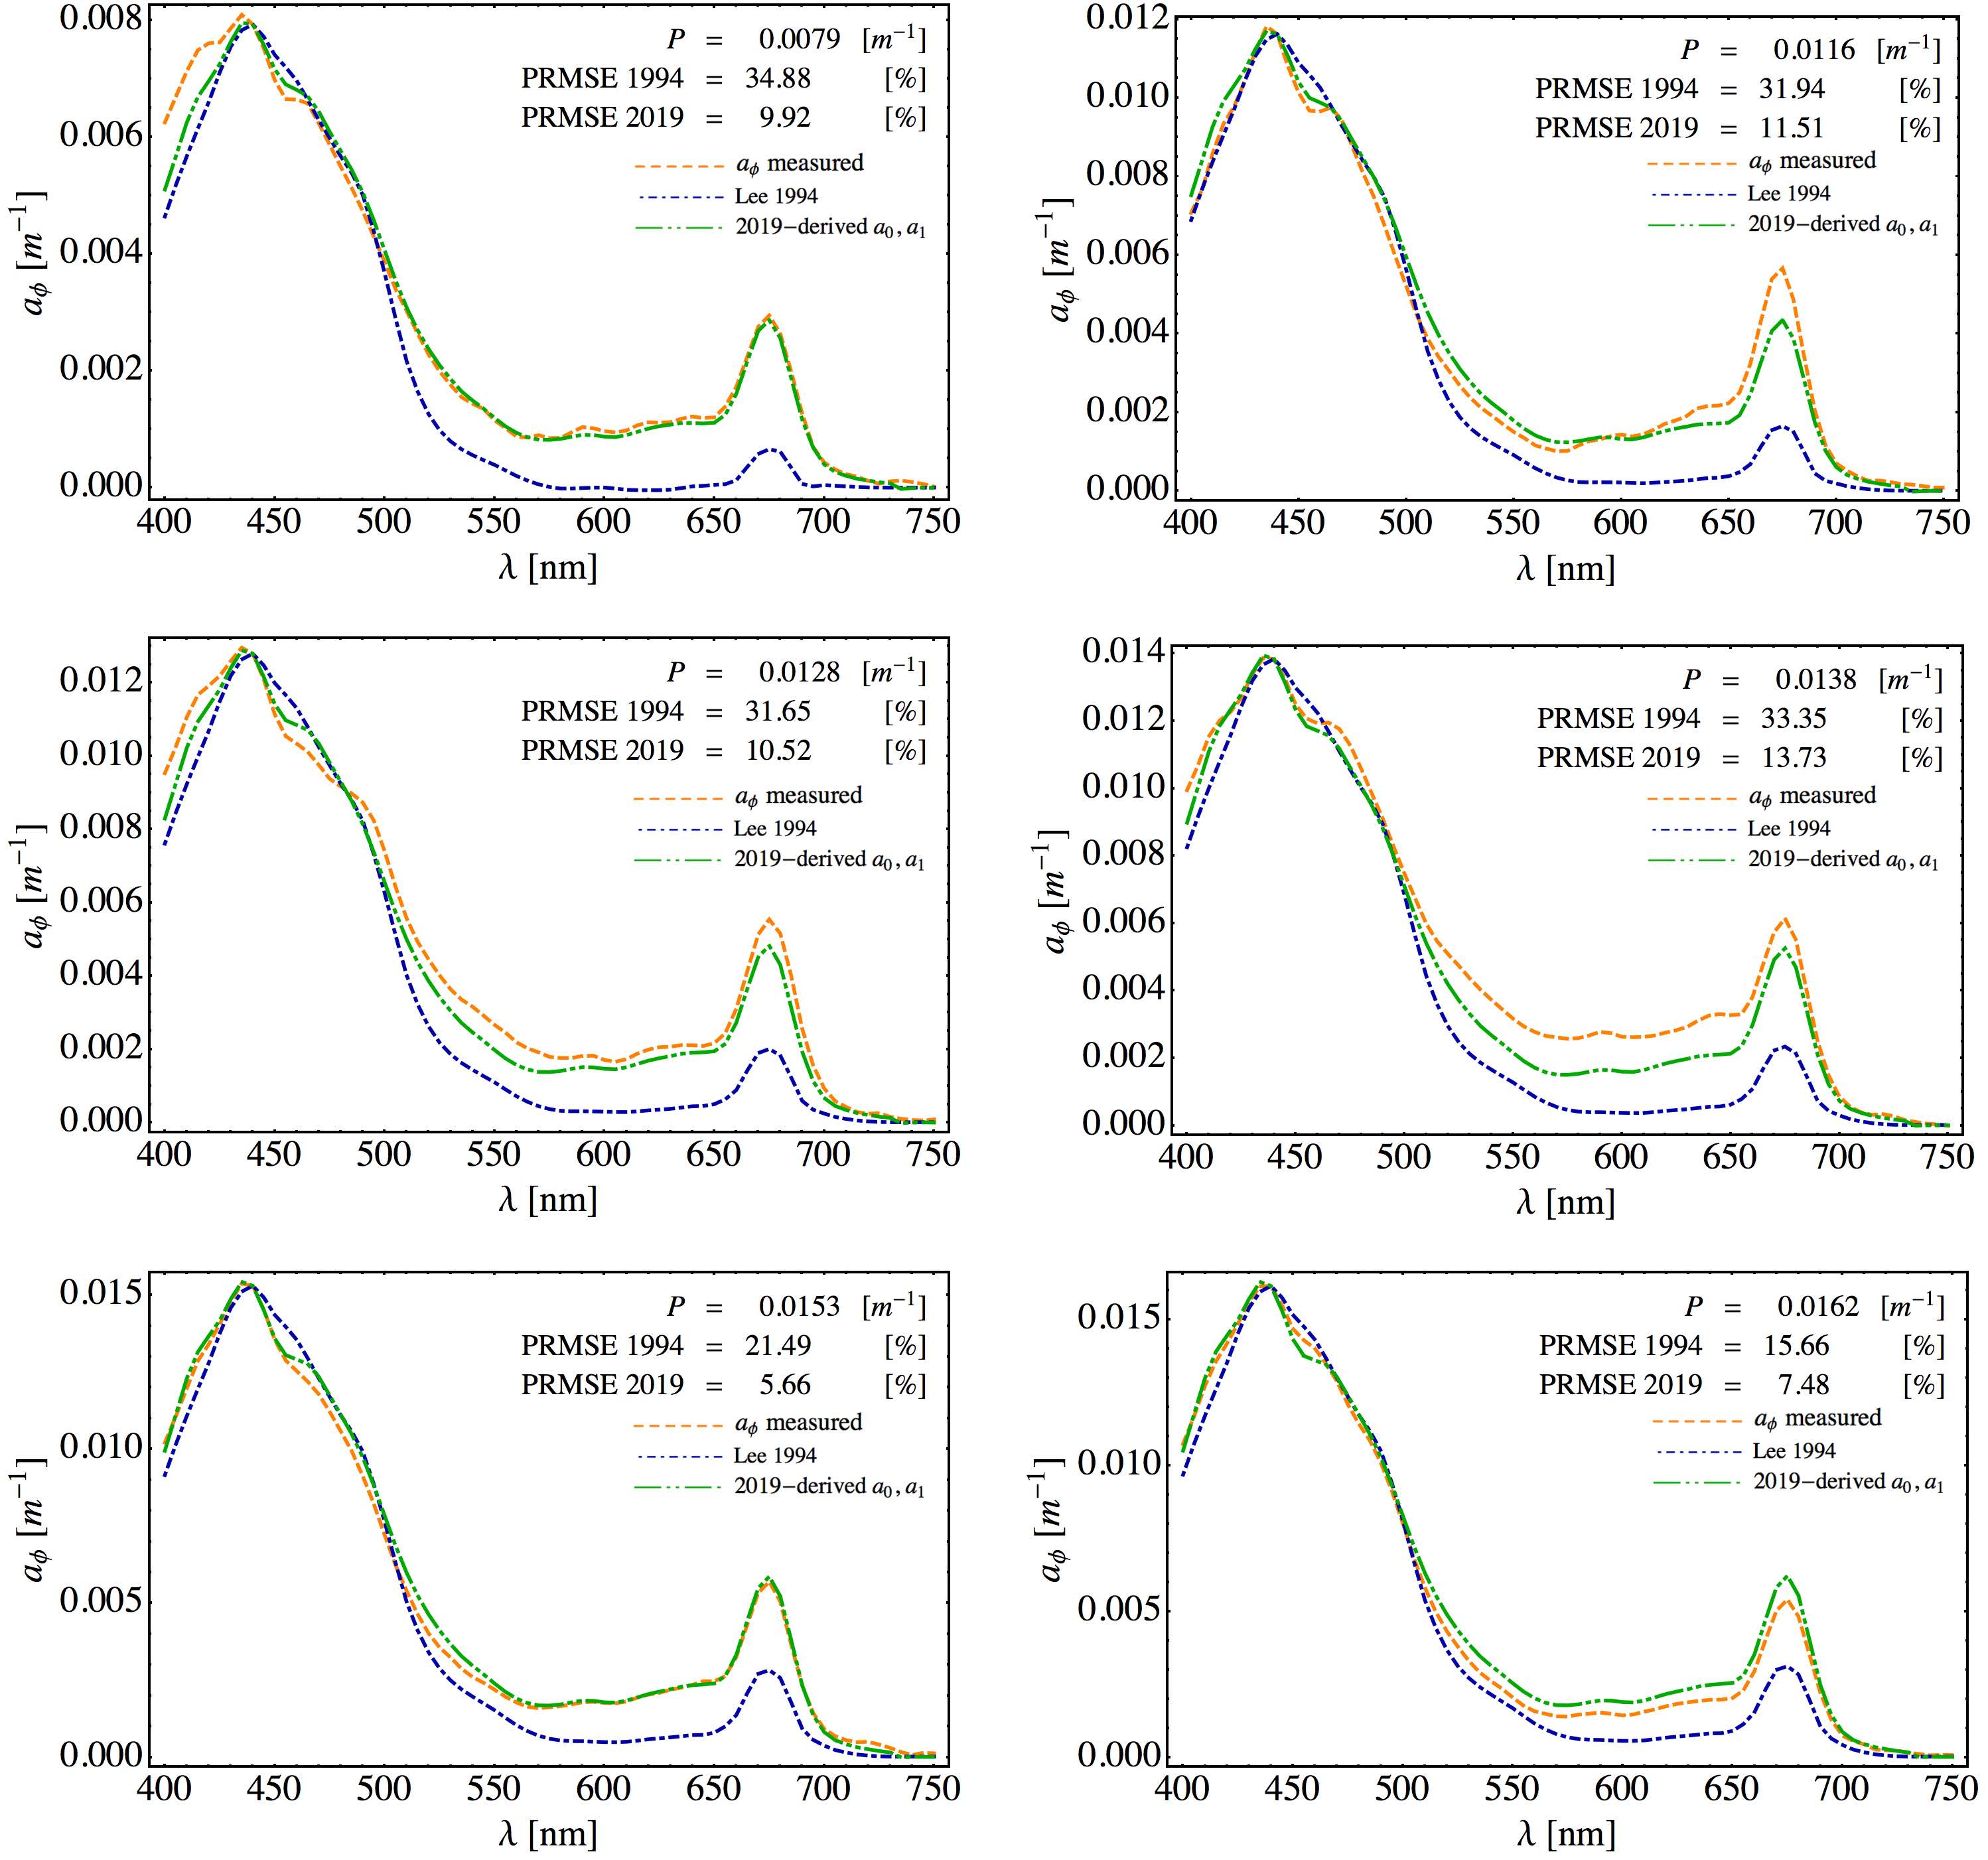 P = 0.0079 [m⁻¹]
PRMSE 1994 = 34.88 [%]
PRMSE 2019 = 9.92 [%]
aϕ measured
Lee 1994
2019−derived a₀, a₁
0.008
0.006
0.004
0.002
0.000
aϕ [m⁻¹]
400 450 500 550 600 650 700 750
λ [nm]
P = 0.0116 [m⁻¹]
PRMSE 1994 = 31.94 [%]
PRMSE 2019 = 11.51 [%]
aϕ measured
Lee 1994
2019−derived a₀, a₁
0.012
0.010
0.008
0.006
0.004
0.002
0.000
aϕ [m⁻¹]
400 450 500 550 600 650 700 750
λ [nm]
P = 0.0128 [m⁻¹]
PRMSE 1994 = 31.65 [%]
PRMSE 2019 = 10.52 [%]
aϕ measured
Lee 1994
2019−derived a₀, a₁
0.012
0.010
0.008
0.006
0.004
0.002
0.000
aϕ [m⁻¹]
400 450 500 550 600 650 700 750
λ [nm]
P = 0.0138 [m⁻¹]
PRMSE 1994 = 33.35 [%]
PRMSE 2019 = 13.73 [%]
aϕ measured
Lee 1994
2019−derived a₀, a₁
0.014
0.012
0.010
0.008
0.006
0.004
0.002
0.000
aϕ [m⁻¹]
400 450 500 550 600 650 700 750
λ [nm]
P = 0.0153 [m⁻¹]
PRMSE 1994 = 21.49 [%]
PRMSE 2019 = 5.66 [%]
aϕ measured
Lee 1994
2019−derived a₀, a₁
0.015
0.010
0.005
0.000
aϕ [m⁻¹]
400 450 500 550 600 650 700 750
λ [nm]
P = 0.0162 [m⁻¹]
PRMSE 1994 = 15.66 [%]
PRMSE 2019 = 7.48 [%]
aϕ measured
Lee 1994
2019−derived a₀, a₁
0.015
0.010
0.005
0.000
aϕ [m⁻¹]
400 450 500 550 600 650 700 750
λ [nm]